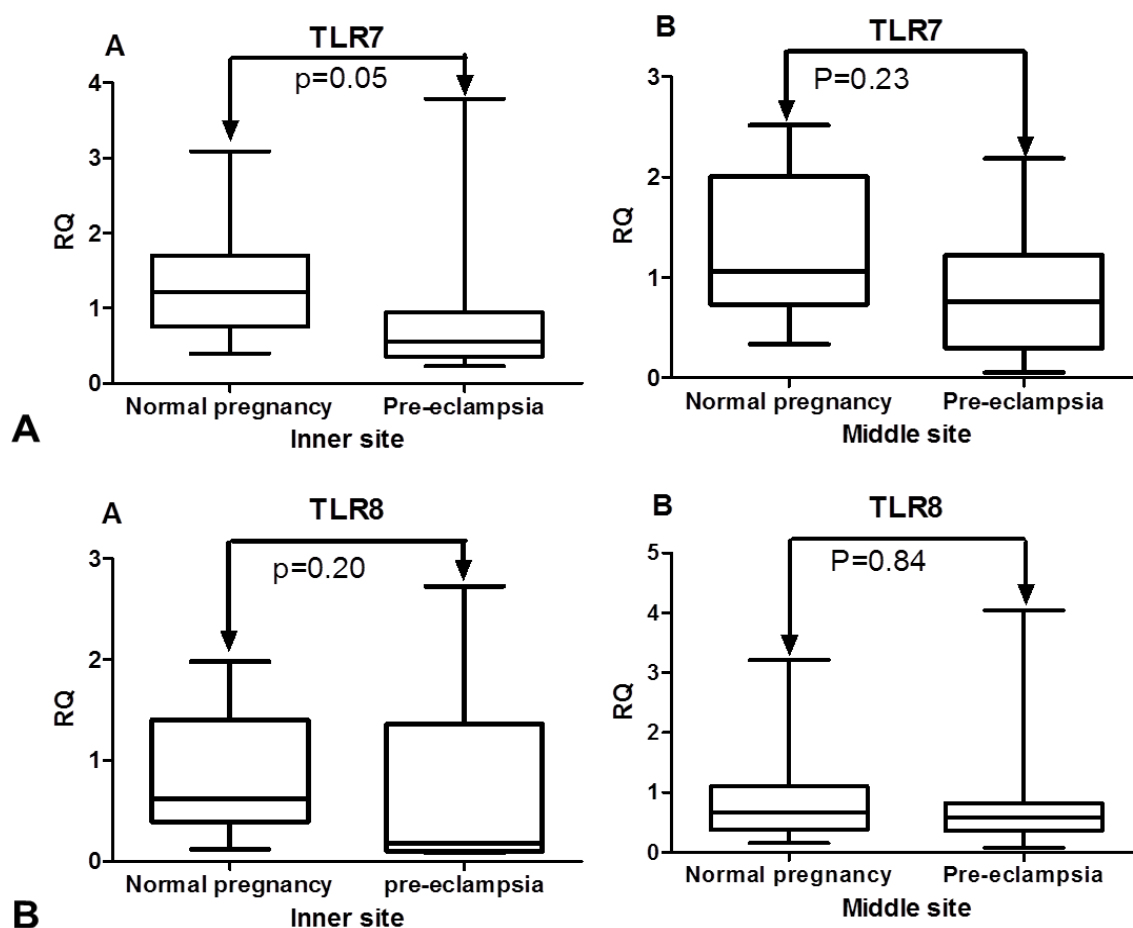 A
TLR7
p=0.05
4
3
2
1
0
RQ
Normal pregnancy
Pre-eclampsia
Inner site
B
TLR7
P=0.23
3
2
1
0
RQ
Normal pregnancy
Pre-eclampsia
Middle site
A
A
TLR8
p=0.20
3
2
1
0
RQ
Normal pregnancy
pre-eclampsia
Inner site
B
TLR8
P=0.84
5
4
3
2
1
0
RQ
Normal pregnancy
Pre-eclampsia
Middle site
B